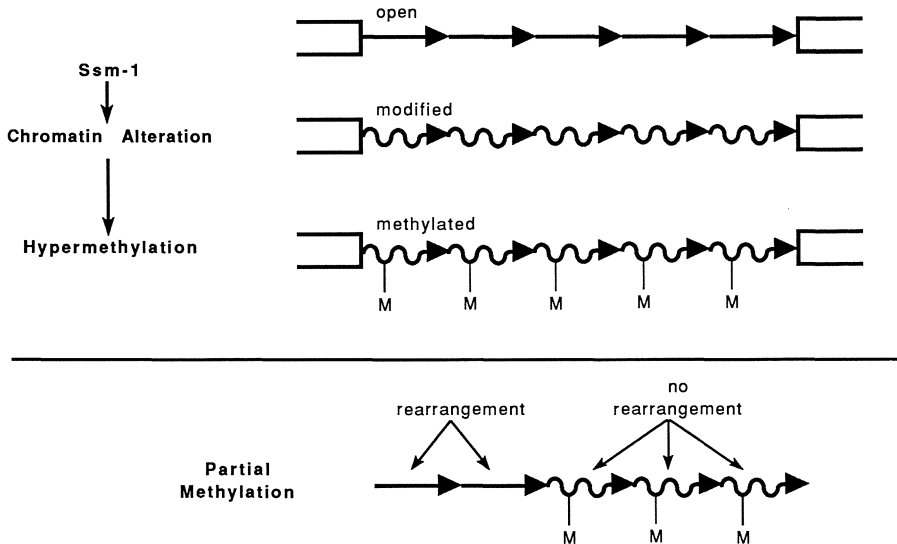 open
Ssm-1
modified
Chromatin Alteration
methylated
Hypermethylation
M M M M M
rearrangement
no
rearrangement
Partial
Methylation
M M M